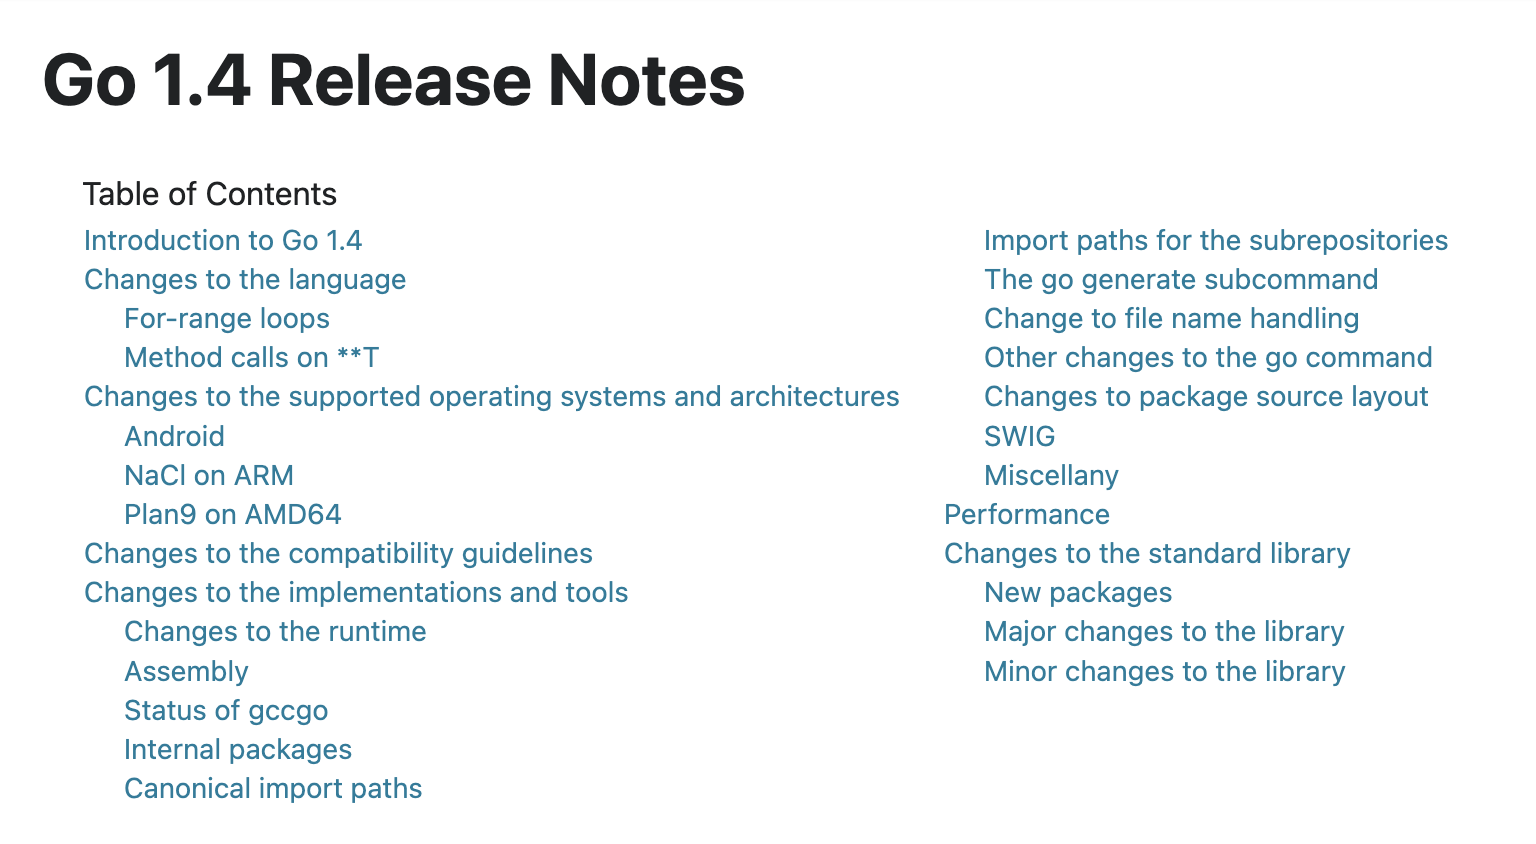 Go 1.4 Release Notes
Table of Contents
Introduction to Go 1.4
Changes to the language
For-range loops
Method calls on **T
Changes to the supported operating systems and architectures
Android
NaCl on ARM
Plan9 on AMD64
Changes to the compatibility guidelines
Changes to the implementations and tools
Changes to the runtime
Assembly
Status of gccgo
Internal packages
Canonical import paths
Import paths for the subrepositories
The go generate subcommand
Change to file name handling
Other changes to the go command
Changes to package source layout
SWIG
Miscellany
Performance
Changes to the standard library
New packages
Major changes to the library
Minor changes to the library